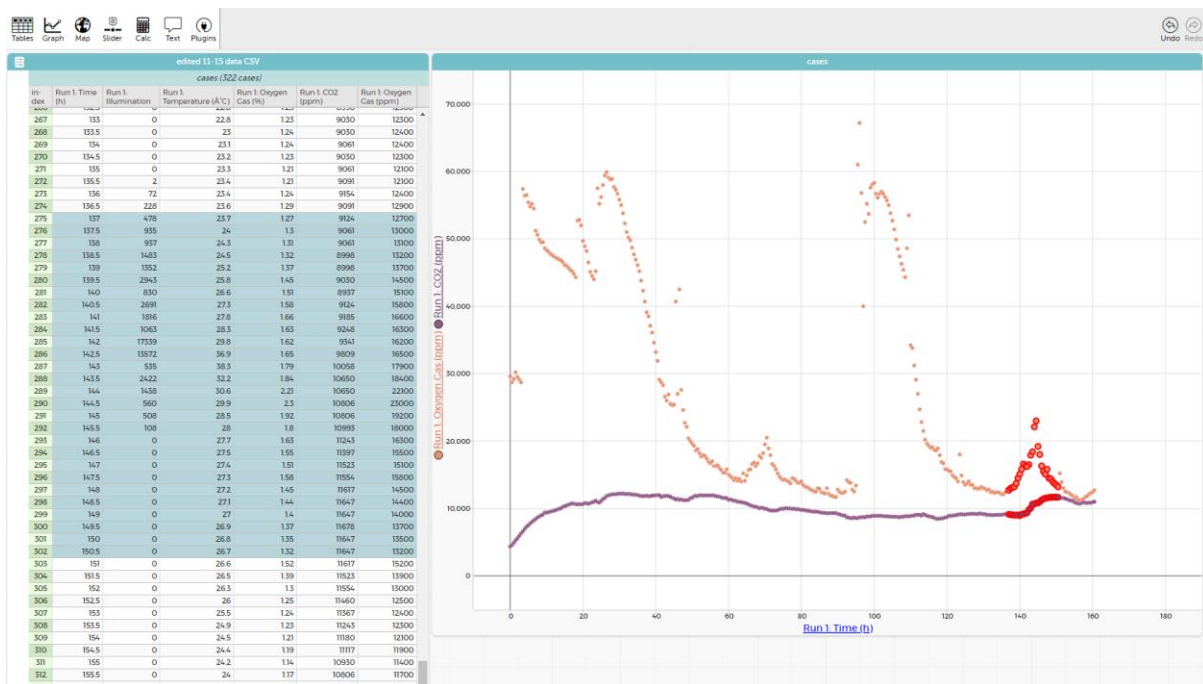 Tables Graph Map Slider Calc Text Plugins Undo Redo
edited 11-15 data CSV
cases (322 cases)
in-dex Run 1: Time (h) Run 1: Illumination Run 1: Temperature (Â°C) Run 1: Oxygen Gas (%) Run 1: CO2 (ppm) Run 1: Oxygen Gas (ppm)
267 133 0 22.8 1.23 9030 12300
268 133.5 0 23 1.24 9030 12400
269 134 0 23.1 1.24 9061 12400
270 134.5 0 23.2 1.23 9030 12300
271 135 0 23.3 1.21 9061 12100
272 135.5 2 23.4 1.21 9091 12100
273 136 72 23.4 1.24 9154 12400
274 136.5 228 23.6 1.29 9091 12900
275 137 478 23.7 1.27 9124 12700
276 137.5 935 24 1.3 9061 13000
277 138 937 24.3 1.31 9061 13100
278 138.5 1483 24.5 1.32 8998 13200
279 139 1352 25.2 1.37 8998 13700
280 139.5 2943 25.8 1.45 9030 14500
281 140 830 26.6 1.51 8937 15100
282 140.5 2691 27.3 1.58 9124 15800
283 141 1816 27.8 1.66 9185 16600
284 141.5 1063 28.3 1.63 9248 16300
285 142 17339 29.8 1.62 9341 16200
286 142.5 13572 36.9 1.65 9809 16500
287 143 535 38.3 1.79 10058 17900
288 143.5 2422 32.2 1.84 10650 18400
289 144 1438 30.6 2.21 10650 22100
290 144.5 560 29.9 2.3 10806 23000
291 145 508 28.5 1.92 10806 19200
292 145.5 108 28 1.8 10993 18000
293 146 0 27.7 1.63 11243 16300
294 146.5 0 27.5 1.55 11397 15500
295 147 0 27.4 1.51 11523 15100
296 147.5 0 27.3 1.58 11554 15800
297 148 0 27.2 1.45 11617 14500
298 148.5 0 27.1 1.44 11647 14400
299 149 0 27 1.4 11647 14000
300 149.5 0 26.9 1.37 11678 13700
301 150 0 26.8 1.35 11647 13500
302 150.5 0 26.7 1.32 11647 13200
303 151 0 26.6 1.52 11617 15200
304 151.5 0 26.5 1.39 11523 13900
305 152 0 26.3 1.3 11554 13000
306 152.5 0 26 1.25 11460 12500
307 153 0 25.5 1.24 11367 12400
308 153.5 0 24.9 1.23 11243 12300
309 154 0 24.5 1.21 11180 12100
310 154.5 0 24.4 1.19 11117 11900
311 155 0 24.2 1.14 10930 11400
312 155.5 0 24 1.17 10806 11700
cases
Run 1: Oxygen Gas (ppm) Run 1: CO2 (ppm)
70,000
60,000
50,000
40,000
30,000
20,000
10,000
0
0 20 40 60 80 100 120 140 160 180
Run 1: Time (h)